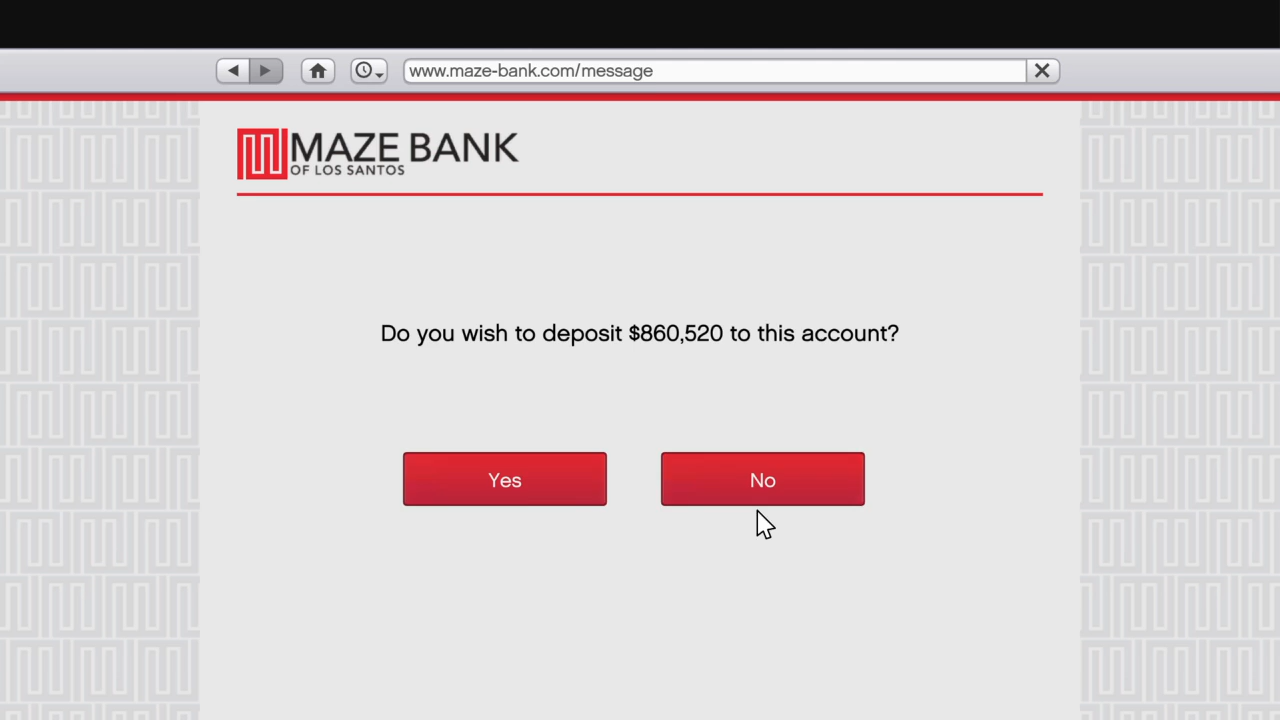 www.maze-bank.com/message
MAZE BANK
OF LOS SANTOS
Do you wish to deposit $860,520 to this account?
Yes
No